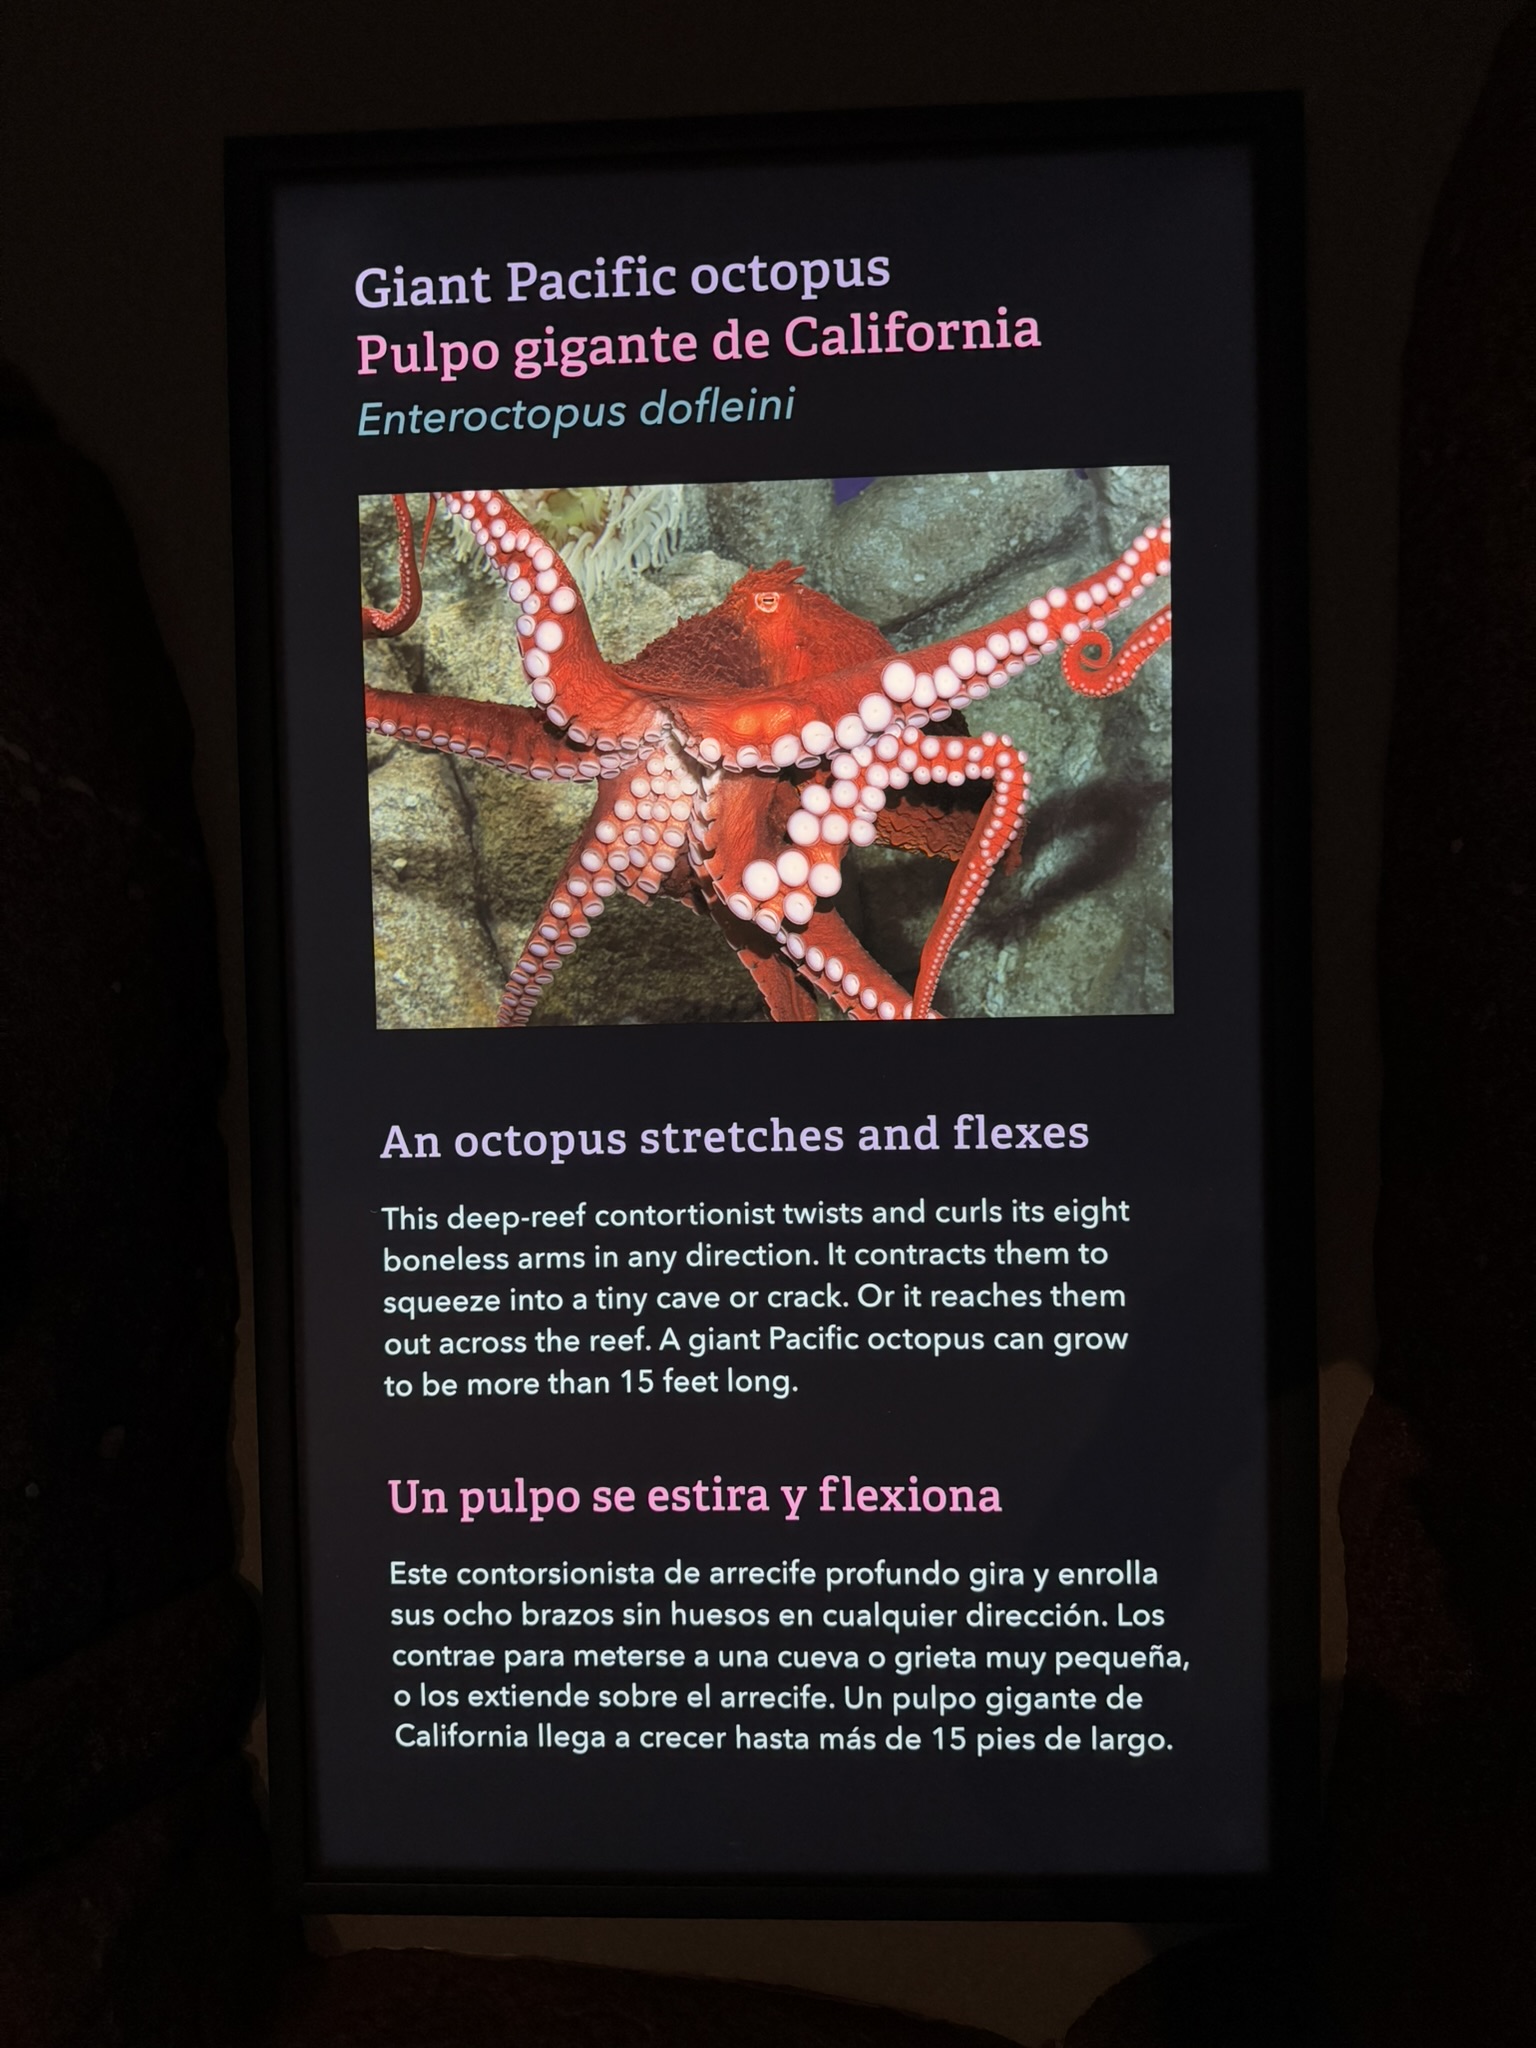 Giant Pacific octopus
Pulpo gigante de California
Enteroctopus dofleini
An octopus stretches and flexes
This deep-reef contortionist twists and curls its eight
boneless arms in any direction. It contracts them to
squeeze into a tiny cave or crack. Or it reaches them
out across the reef. A giant Pacific octopus can grow
to be more than 15 feet long.
Un pulpo se estira y flexiona
Este contorsionista de arrecife profundo gira y enrolla
sus ocho brazos sin huesos en cualquier dirección. Los
contrae para meterse a una cueva o grieta muy pequeña,
o los extiende sobre el arrecife. Un pulpo gigante de
California llega a crecer hasta más de 15 pies de largo.